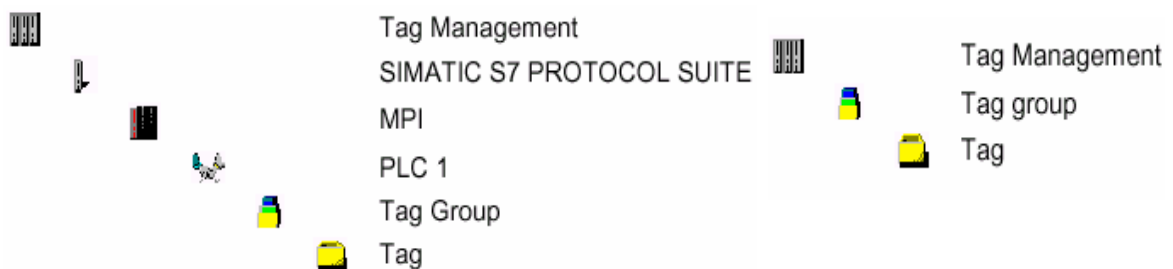 Tag Management
SIMATIC S7 PROTOCOL SUITE
MPI
PLC 1
Tag Group
Tag
Tag Management
Tag group
Tag